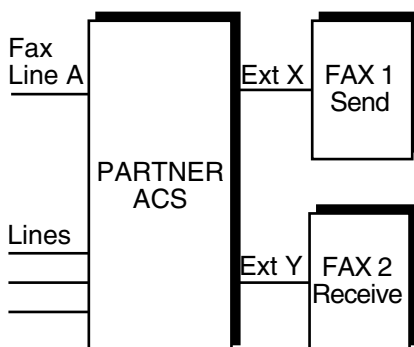 Fax
Line A
Ext X
FAX 1
Send
PARTNER
ACS
Lines
Ext Y
FAX 2
Receive